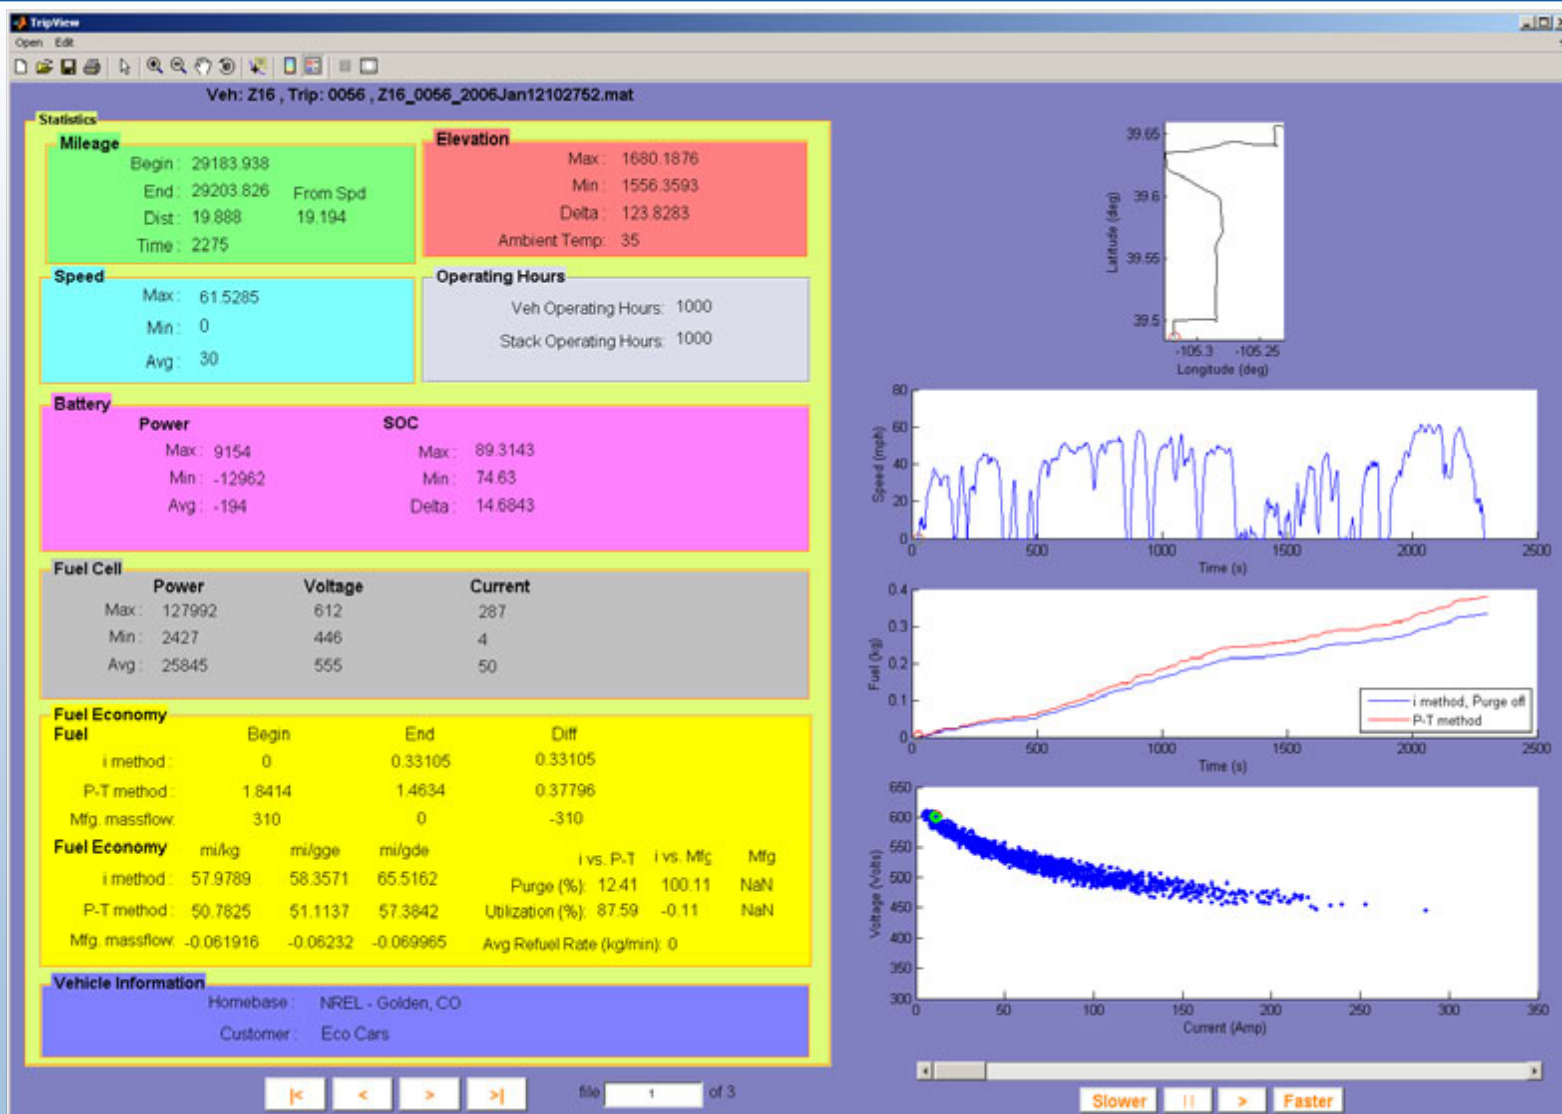 TripView
Open Edit
Veh: Z16 , Trip: 0056 , Z16_0056_2006Jan12102752.mat
Statistics
Mileage
Begin : 29183.938
End : 29203.826 From Spd
Dist : 19.888 19.194
Time : 2275
Elevation
Max : 1680.1876
Min : 1556.3593
Delta : 123.8283
Ambient Temp: 35
Speed
Max : 61.5285
Min : 0
Avg : 30
Operating Hours
Veh Operating Hours: 1000
Stack Operating Hours: 1000
Battery
Power SOC
Max : 9154 Max : 89.3143
Min : -12962 Min : 74.63
Avg : -194 Delta : 14.6843
Fuel Cell
Power Voltage Current
Max : 127992 612 287
Min : 2427 446 4
Avg : 25845 555 50
Fuel Economy
Fuel Begin End Diff
i method : 0 0.33105 0.33105
P-T method : 1.8414 1.4634 0.37796
Mfg. massflow: 310 0 -310
Fuel Economy mi/kg mi/gge mi/gde i vs. P-T i vs. Mfg Mfg
i method : 57.9789 58.3571 65.5162 Purge (%): 12.41 100.11 NaN
P-T method : 50.7825 51.1137 57.3842 Utilization (%): 87.59 -0.11 NaN
Mfg. massflow: -0.061916 -0.06232 -0.069965 Avg Refuel Rate (kg/min): 0
Vehicle Information
Homebase : NREL - Golden, CO
Customer : Eco Cars
|< < > >| file 1 of 3
39.65
39.6
39.55
39.5
Latitude (deg)
-105.3 -105.25
Longitude (deg)
80
60
40
20
0
Speed (mph)
0 500 1000 1500 2000 2500
Time (s)
0.4
0.3
0.2
0.1
0
Fuel (kg)
i method, Purge off
P-T method
0 500 1000 1500 2000 2500
Time (s)
650
600
550
500
450
400
350
300
Voltage (Volts)
0 50 100 150 200 250 300 350
Current (Amp)
Slower || > Faster